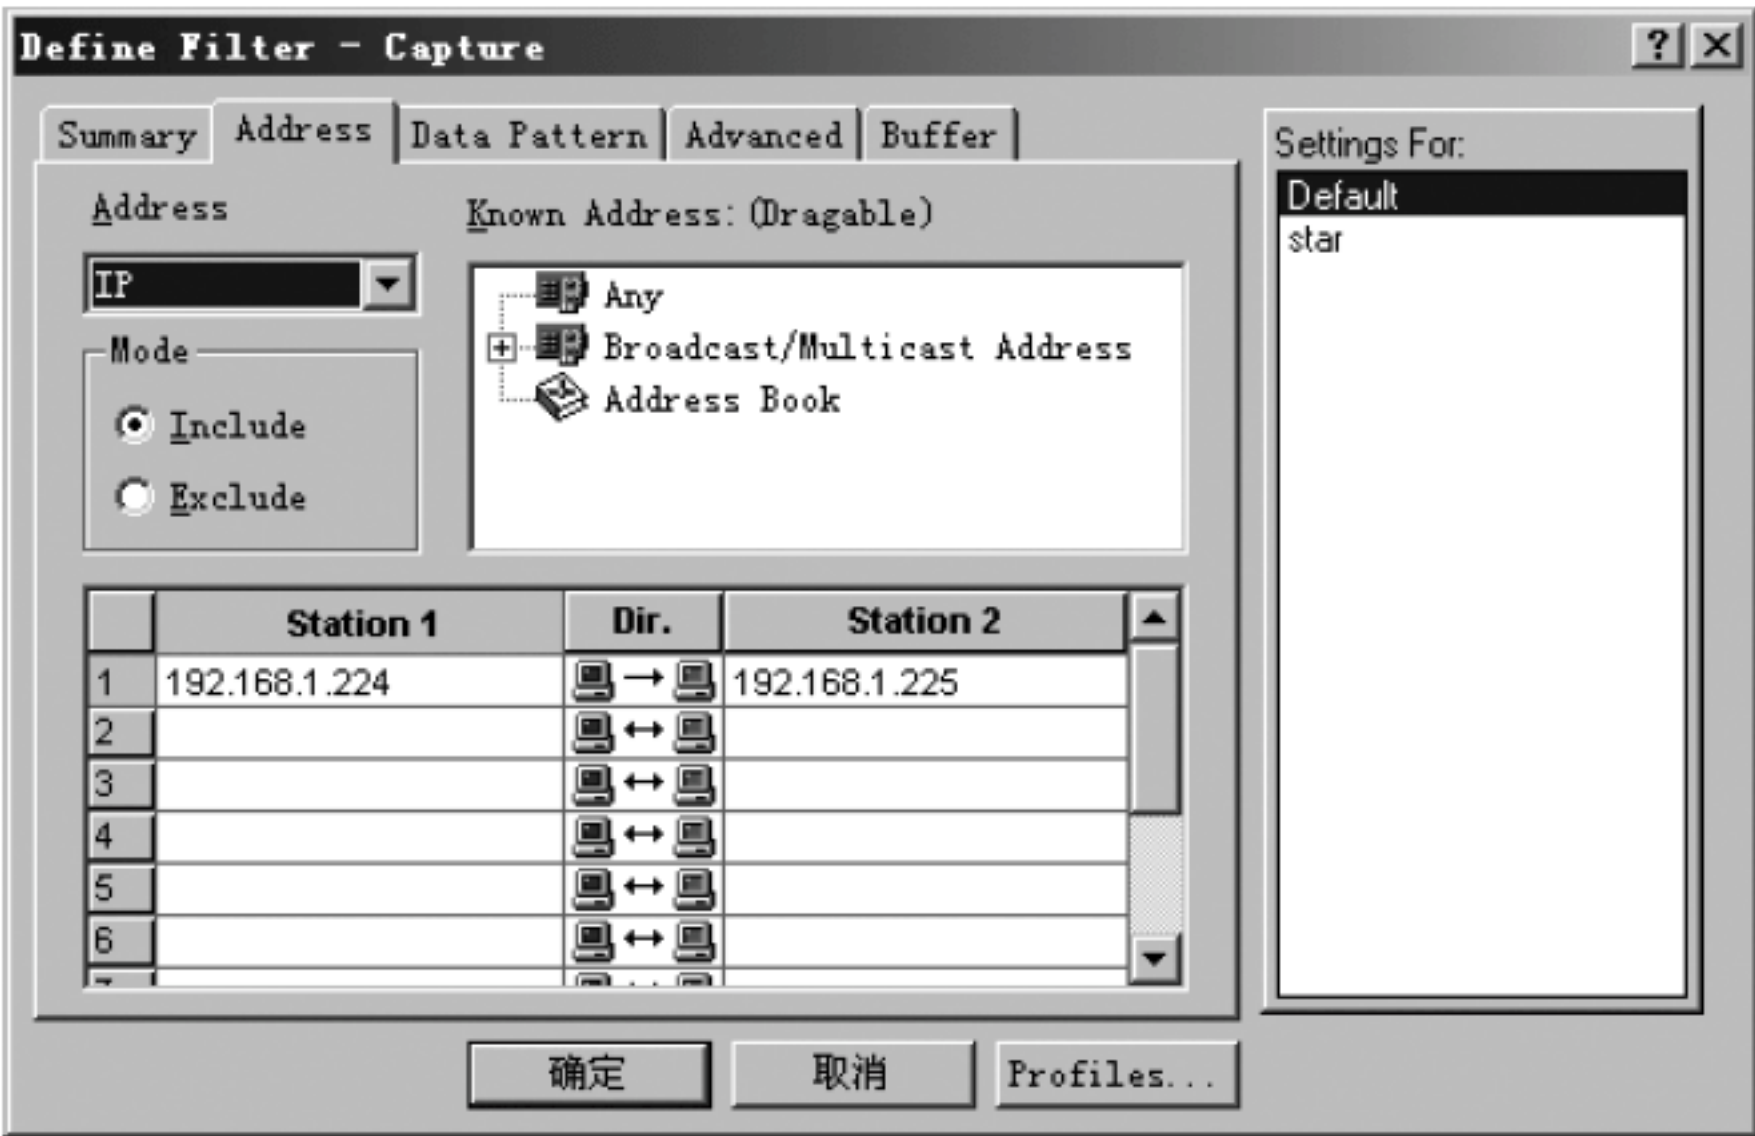 Define Filter - Capture
Summary Address Data Pattern Advanced Buffer
Address
IP
Mode
Include
Exclude
Known Address:(Dragable)
Any
Broadcast/Multicast Address
Address Book
Station 1 Dir. Station 2
1 192.168.1.224 192.168.1.225
2
3
4
5
6
Settings For:
Default
star
确定 取消 Profiles...